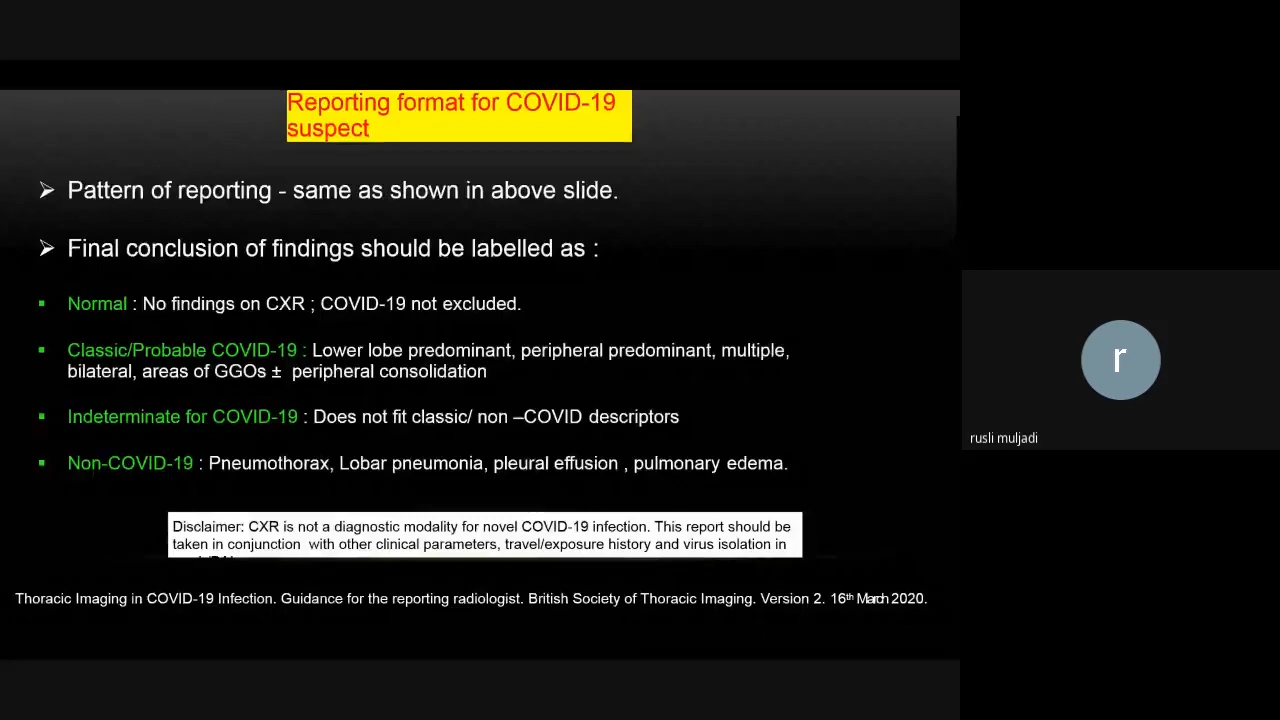 Reporting format for COVID-19
suspect
➢ Pattern of reporting - same as shown in above slide.
➢ Final conclusion of findings should be labelled as :
▪ Normal : No findings on CXR ; COVID-19 not excluded.
▪ Classic/Probable COVID-19 : Lower lobe predominant, peripheral predominant, multiple,
bilateral, areas of GGOs ± peripheral consolidation
▪ Indeterminate for COVID-19 : Does not fit classic/ non –COVID descriptors
▪ Non-COVID-19 : Pneumothorax, Lobar pneumonia, pleural effusion , pulmonary edema.
Disclaimer: CXR is not a diagnostic modality for novel COVID-19 infection. This report should be
taken in conjunction with other clinical parameters, travel/exposure history and virus isolation in
Thoracic Imaging in COVID-19 Infection. Guidance for the reporting radiologist. British Society of Thoracic Imaging. Version 2. 16th March 2020.
r
rusli muljadi